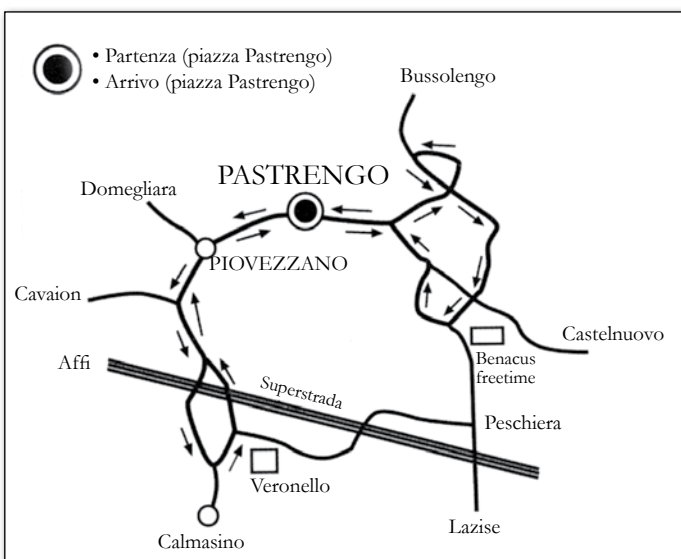 • Partenza (piazza Pastrengo)
• Arrivo (piazza Pastrengo)
Bussolengo
PASTRENGO
Domegliara
PIOVEZZANO
Cavaion
Castelnuovo
Affi
Benacus
freetime
Superstrada
Peschiera
Veronello
Lazise
Calmasino